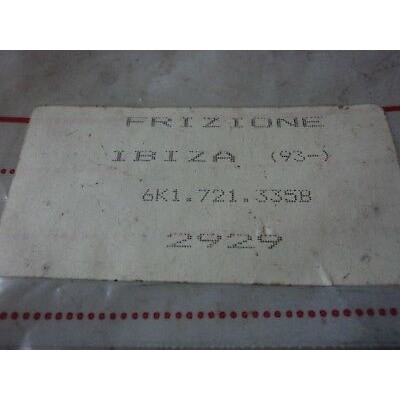 FRIZIONE
IBIZA (93-)
6K1.721.335B
2929